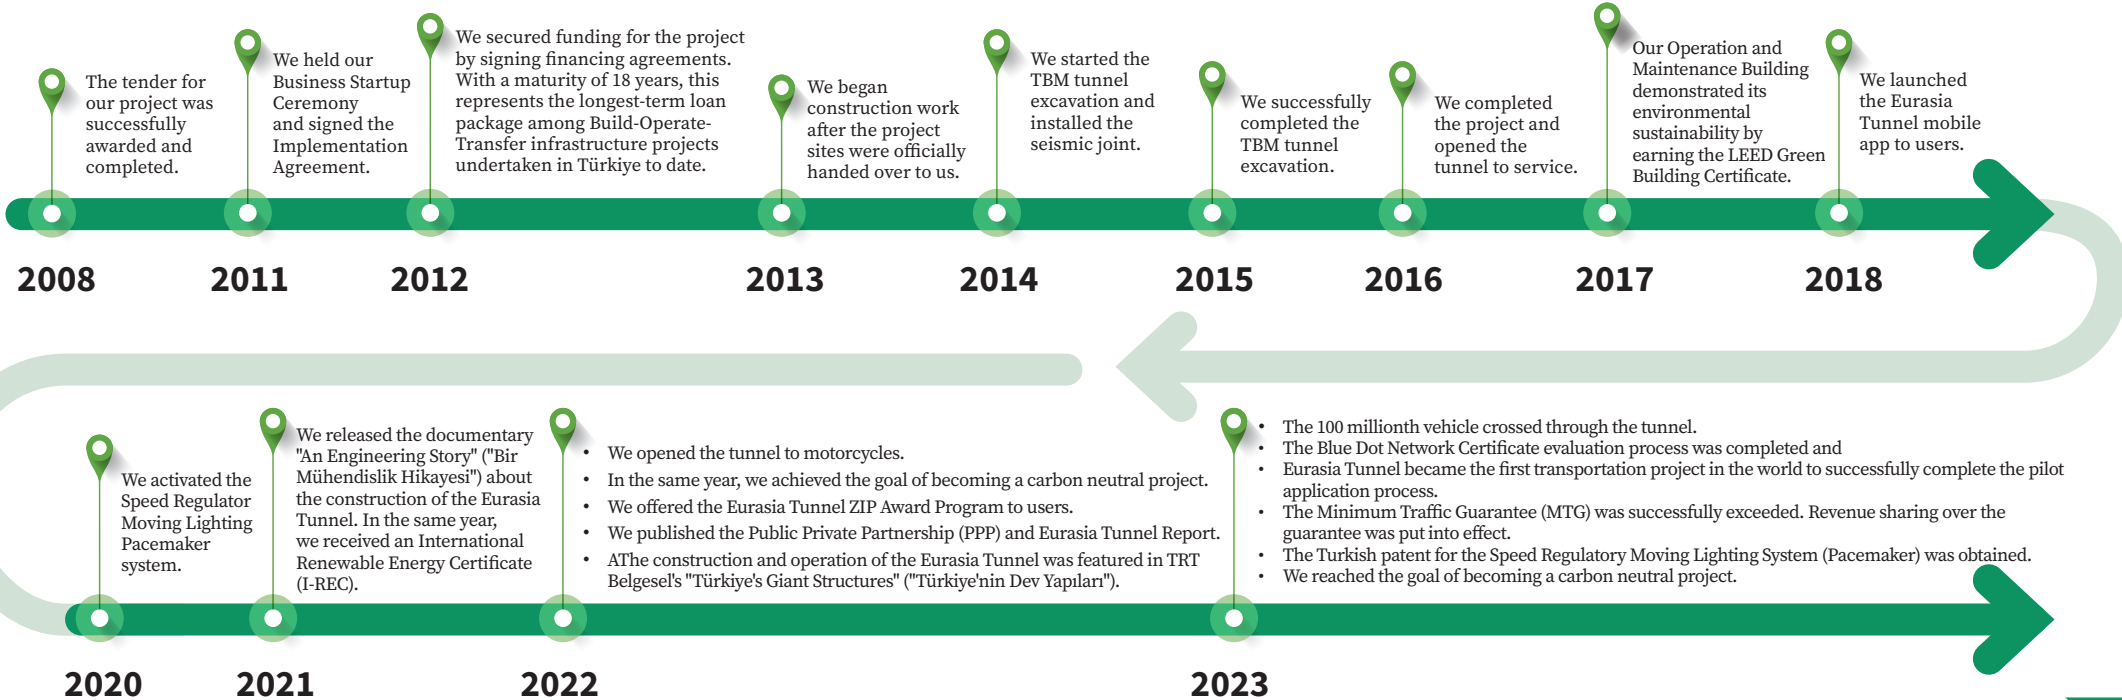 The tender for
our project was
successfully
awarded and
completed.
2008
We held our
Business Startup
Ceremony
and signed the
Implementation
Agreement.
2011
We secured funding for the project
by signing financing agreements.
With a maturity of 18 years, this
represents the longest-term loan
package among Build-Operate-
Transfer infrastructure projects
undertaken in Türkiye to date.
2012
We began
construction work
after the project
sites were officially
handed over to us.
2013
We started the
TBM tunnel
excavation and
installed the
seismic joint.
2014
We successfully
completed the
TBM tunnel
excavation.
2015
We completed
the project and
opened the
tunnel to service.
2016
Our Operation and
Maintenance Building
demonstrated its
environmental
sustainability by
earning the LEED Green
Building Certificate.
2017
We launched
the Eurasia
Tunnel mobile
app to users.
2018
We activated the
Speed Regulator
Moving Lighting
Pacemaker
system.
2020
We released the documentary
"An Engineering Story" ("Bir
Mühendislik Hikayesi") about
the construction of the Eurasia
Tunnel. In the same year,
we received an International
Renewable Energy Certificate
(I-REC).
2021
• We opened the tunnel to motorcycles.
• In the same year, we achieved the goal of becoming a carbon neutral project.
• We offered the Eurasia Tunnel ZIP Award Program to users.
• We published the Public Private Partnership (PPP) and Eurasia Tunnel Report.
• AThe construction and operation of the Eurasia Tunnel was featured in TRT
Belgesel's "Türkiye's Giant Structures" ("Türkiye'nin Dev Yapıları").
2022
• The 100 millionth vehicle crossed through the tunnel.
• The Blue Dot Network Certificate evaluation process was completed and
• Eurasia Tunnel became the first transportation project in the world to successfully complete the pilot
application process.
• The Minimum Traffic Guarantee (MTG) was successfully exceeded. Revenue sharing over the
guarantee was put into effect.
• The Turkish patent for the Speed Regulatory Moving Lighting System (Pacemaker) was obtained.
• We reached the goal of becoming a carbon neutral project.
2023